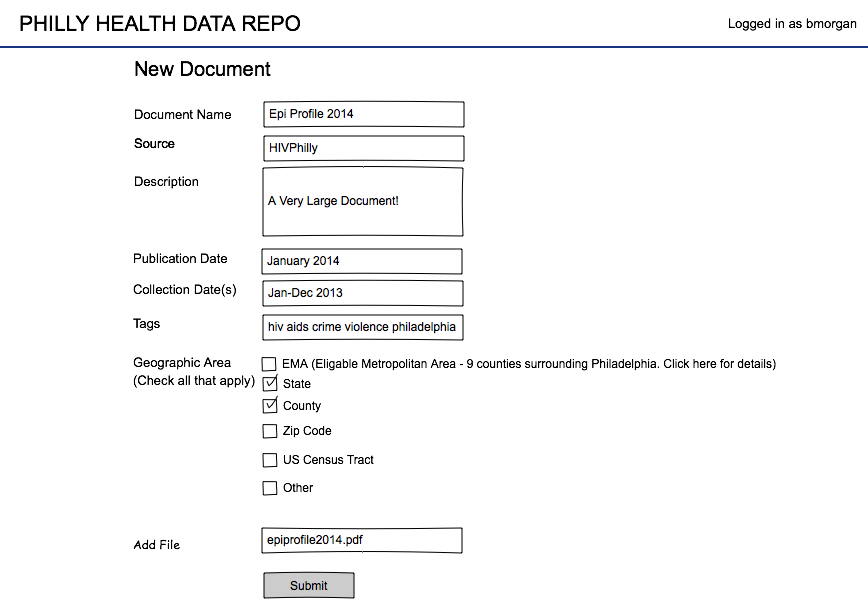 PHILLY HEALTH DATA REPO
Logged in as bmorgan
New Document
Document Name
Epi Profile 2014
Source
HIVPhilly
Description
A Very Large Document!
Publication Date
January 2014
Collection Date(s)
Jan-Dec 2013
Tags
hiv aids crime violence philadelphia
Geographic Area
(Check all that apply)
EMA (Eligable Metropolitan Area - 9 counties surrounding Philadelphia. Click here for details)
State
County
Zip Code
US Census Tract
Other
Add File
epiprofile2014.pdf
Submit